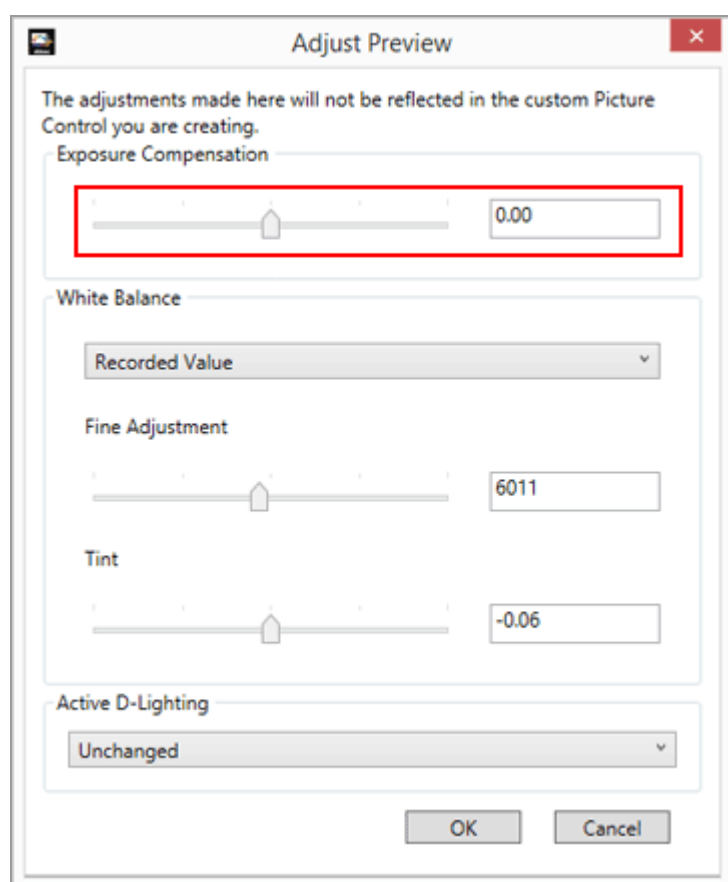 Adjust Preview
The adjustments made here will not be reflected in the custom Picture
Control you are creating.
Exposure Compensation
0.00
White Balance
Recorded Value
Fine Adjustment
6011
Tint
-0.06
Active D-Lighting
Unchanged
OK Cancel